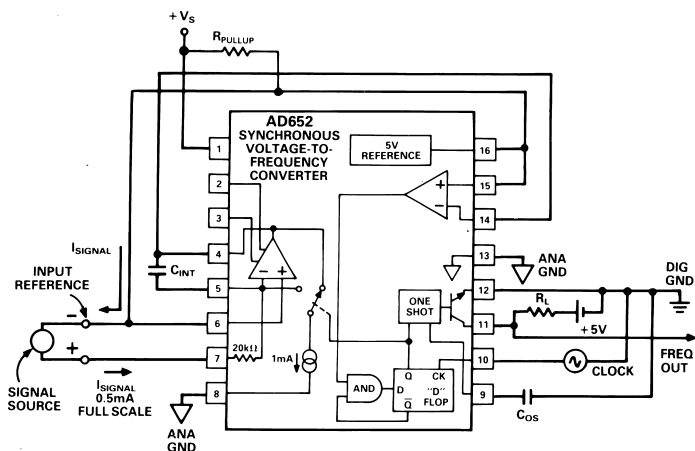 + VS
RPULLUP
AD652
SYNCHRONOUS
VOLTAGE-TO-
FREQUENCY
CONVERTER
5V
REFERENCE
1
2
3
4
5
6
7
8
16
15
14
13
12
11
10
9
ISIGNAL
INPUT
REFERENCE
CINT
–
+
SIGNAL
SOURCE
ISIGNAL
0.5mA
FULL SCALE
20kΩ
1mA
ANA
GND
+
–
–
+
ONE
SHOT
AND
D
Q
CK
"D"
FLOP
Q̅
ANA
GND
DIG
GND
RL
+5V
FREQ
OUT
CLOCK
COS